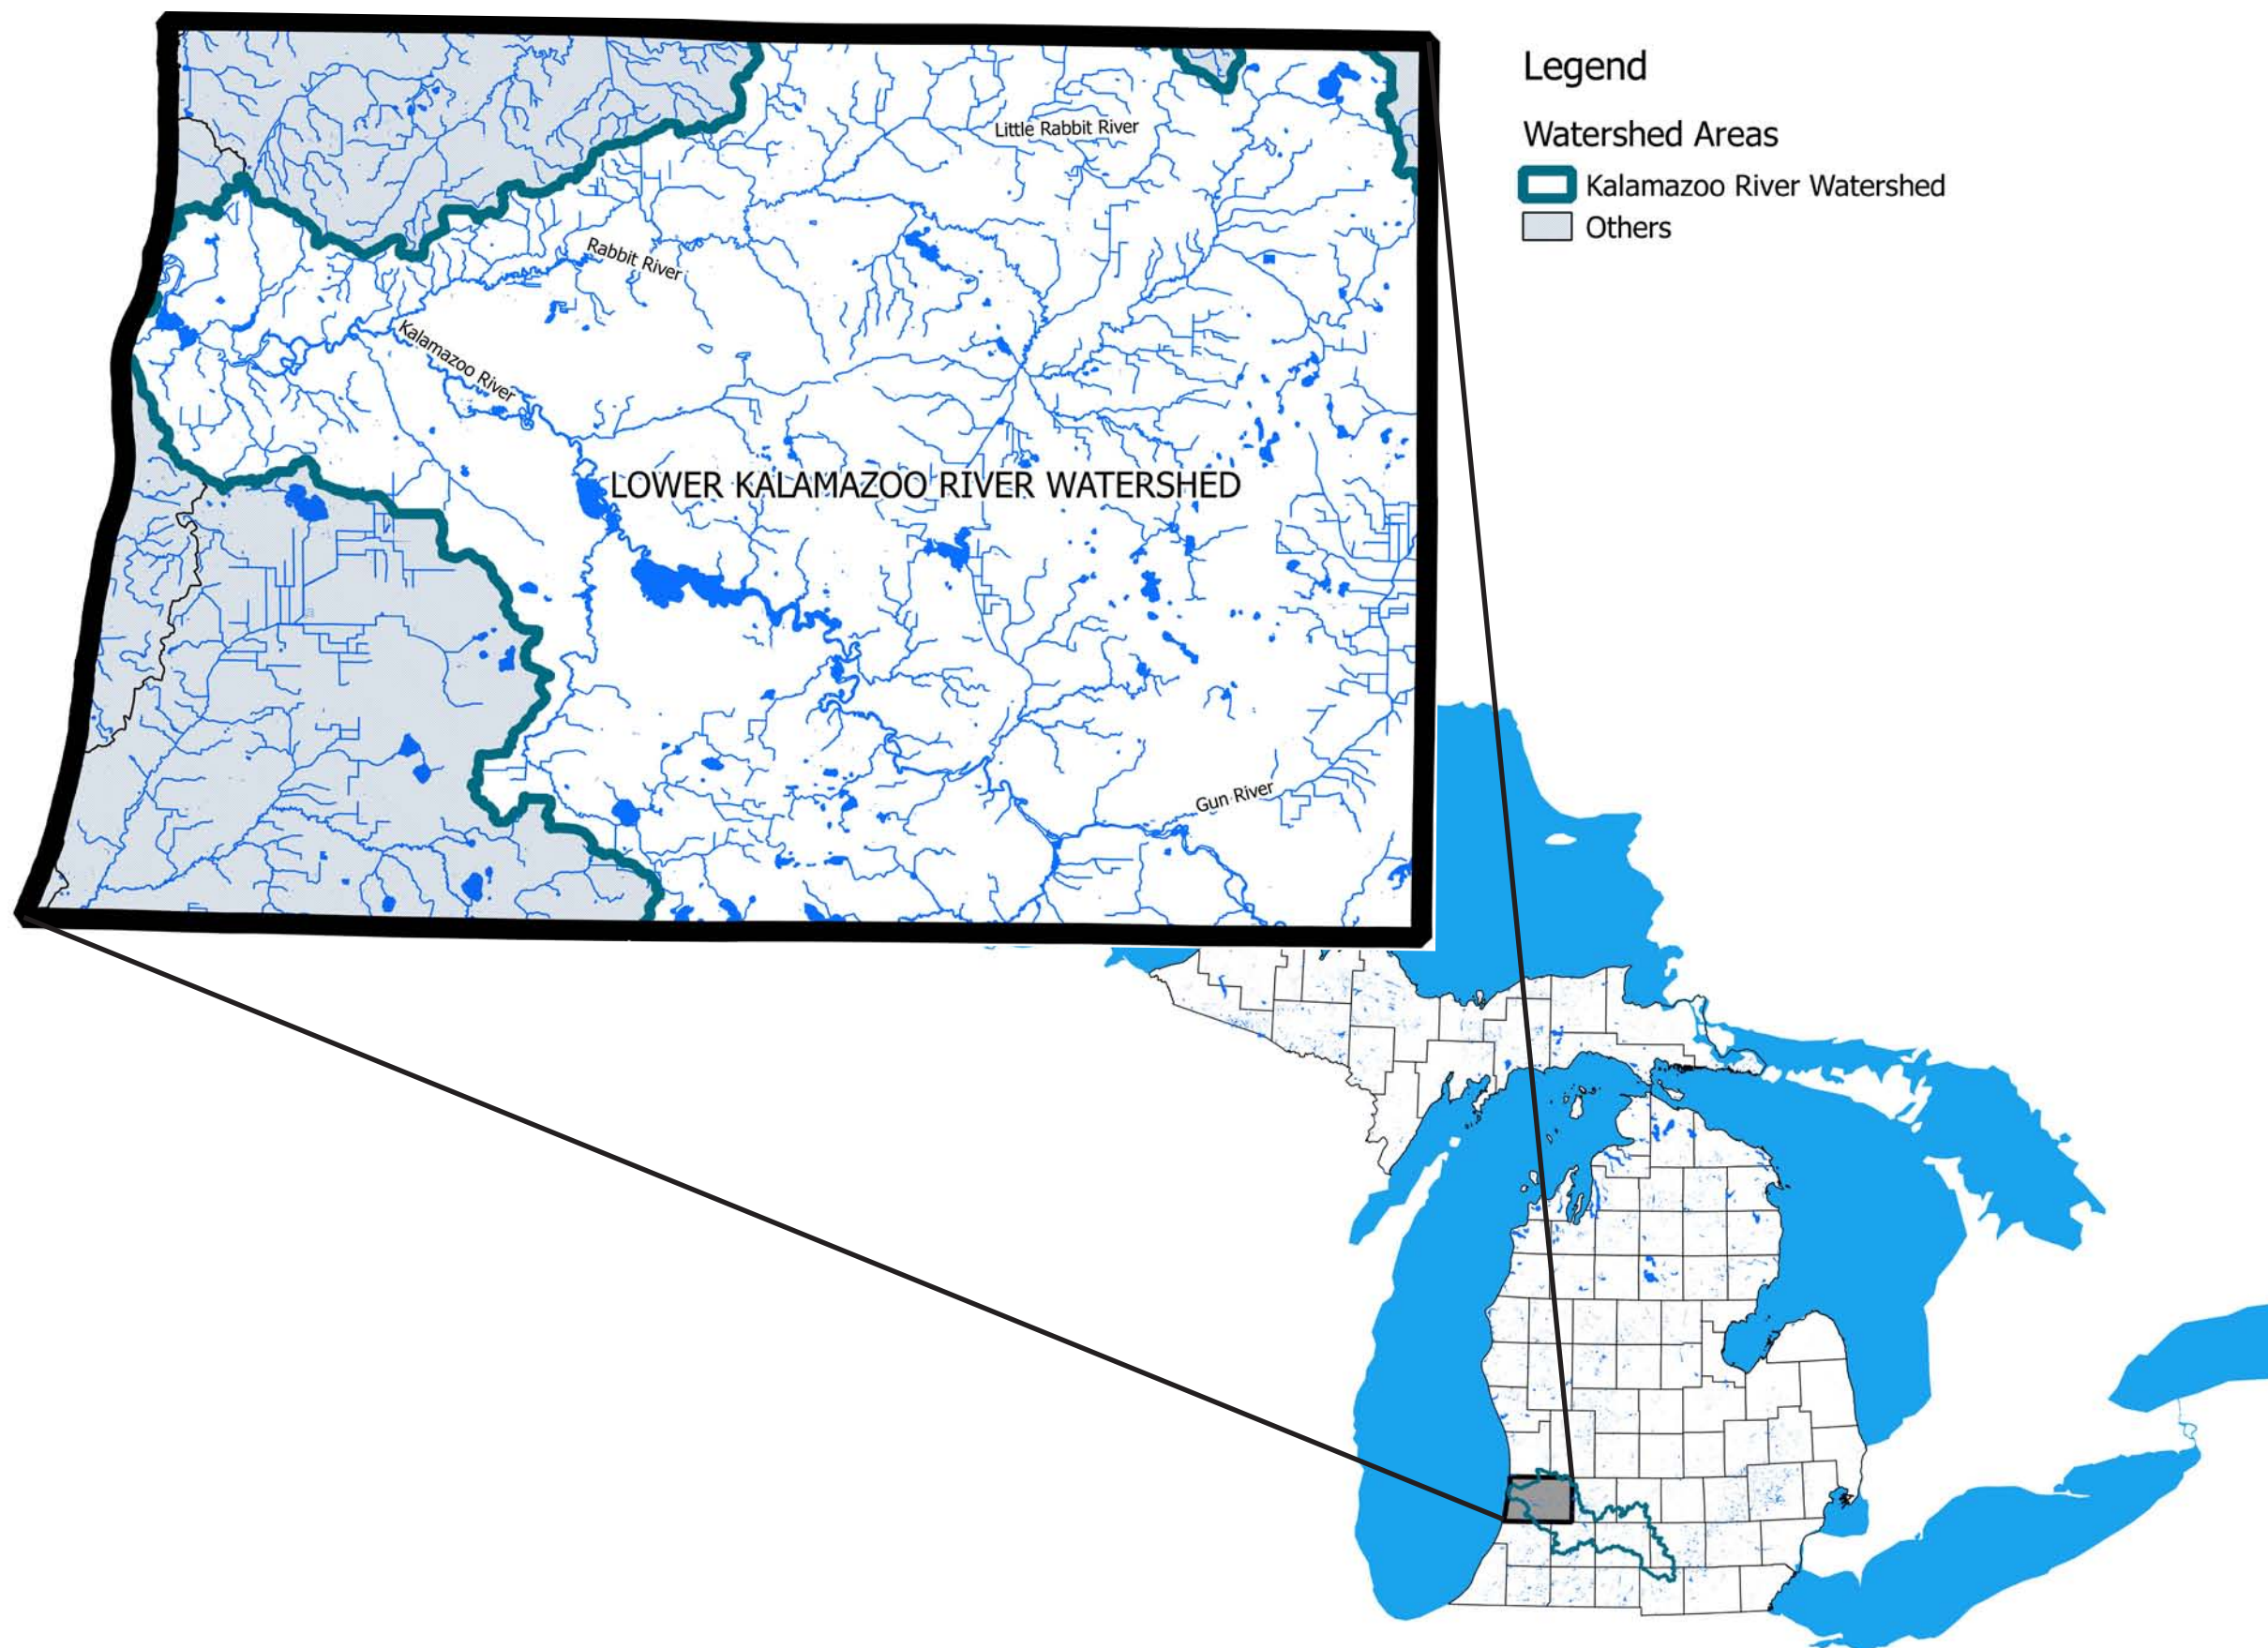 Legend
Watershed Areas
Kalamazoo River Watershed
Others
Little Rabbit River
Rabbit River
Kalamazoo River
LOWER KALAMAZOO RIVER WATERSHED
Gun River